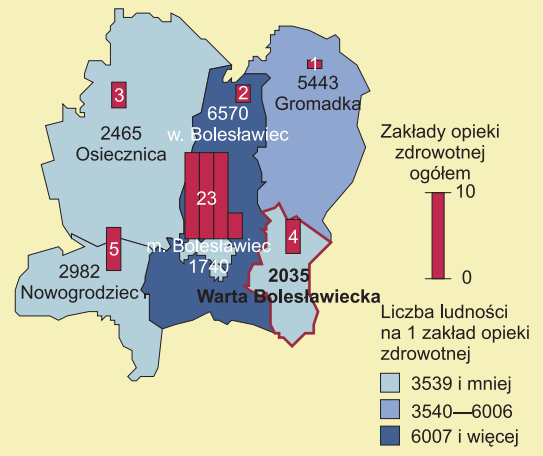 1
3
5443
Gromadka
2
6570
w. Bolesławiec
2465
Osiecznica
23
m. Bolesławiec
1740
5
2982
Nowogrodziec
4
2035
Warta Bolesławiecka
Zakłady opieki
zdrowotnej
ogółem
10
0
Liczba ludności
na 1 zakład opieki
zdrowotnej
3539 i mniej
3540—6006
6007 i więcej